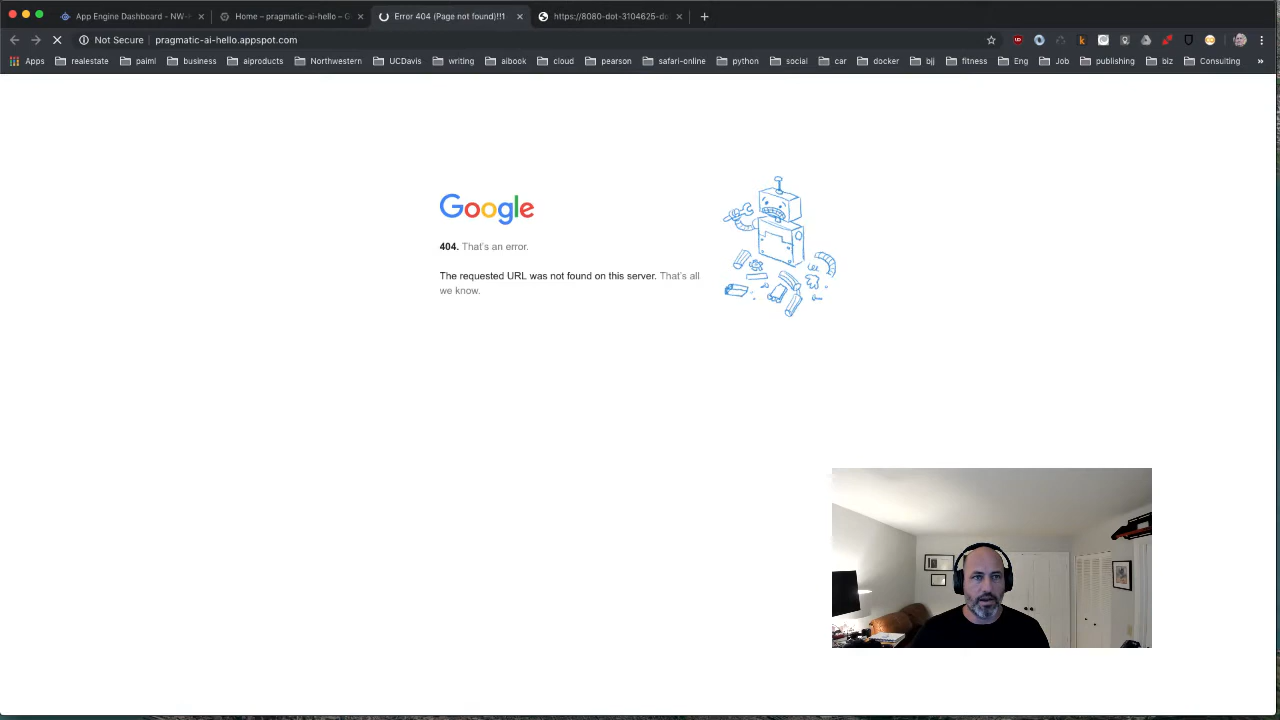 App Engine Dashboard - NW-
Home – pragmatic-ai-hello – G
Error 404 (Page not found)!!1
https://8080-dot-3104625-do
Not Secure
pragmatic-ai-hello.appspot.com
Apps
realestate
paiml
business
aiproducts
Northwestern
UCDavis
writing
aibook
cloud
pearson
safari-online
python
social
car
docker
bjj
fitness
Eng
Job
publishing
biz
Consulting
»
Google
404. That's an error.
The requested URL was not found on this server. That's all
we know.